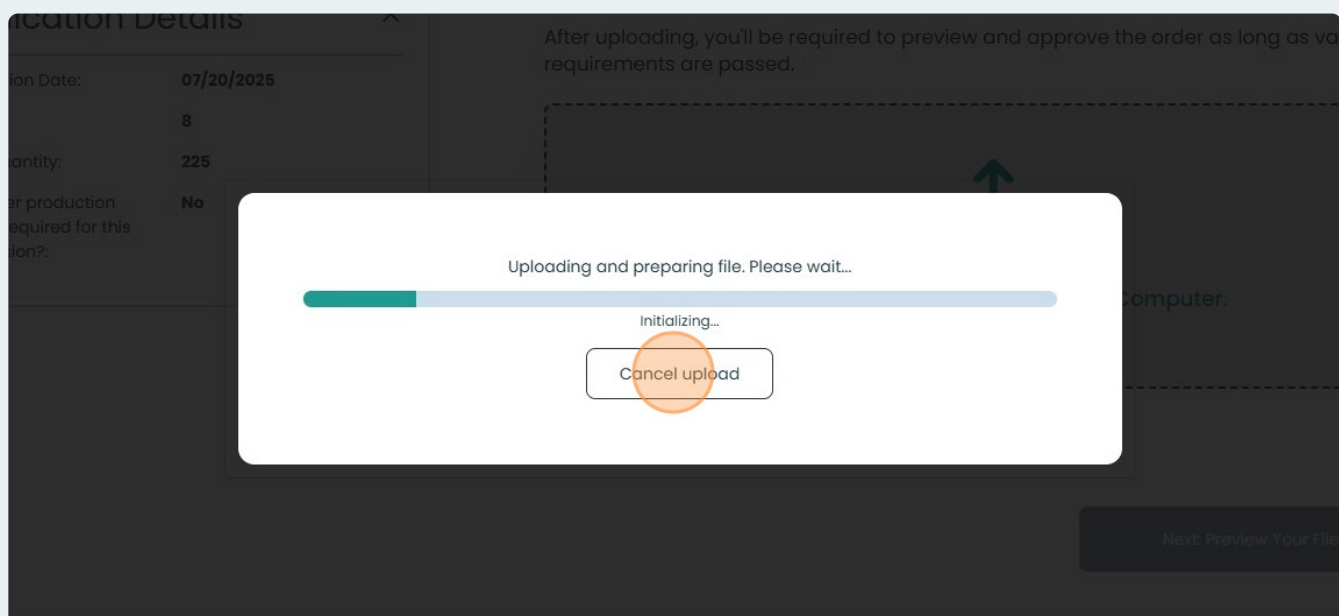 ication Details
ion Date: 07/20/2025
8
antity: 225
er production No
equired for this
sion?:
After uploading, you'll be required to preview and approve the order as long as va
requirements are passed.
Computer.
Uploading and preparing file. Please wait...
Initializing...
Cancel upload
Next: Preview Your File